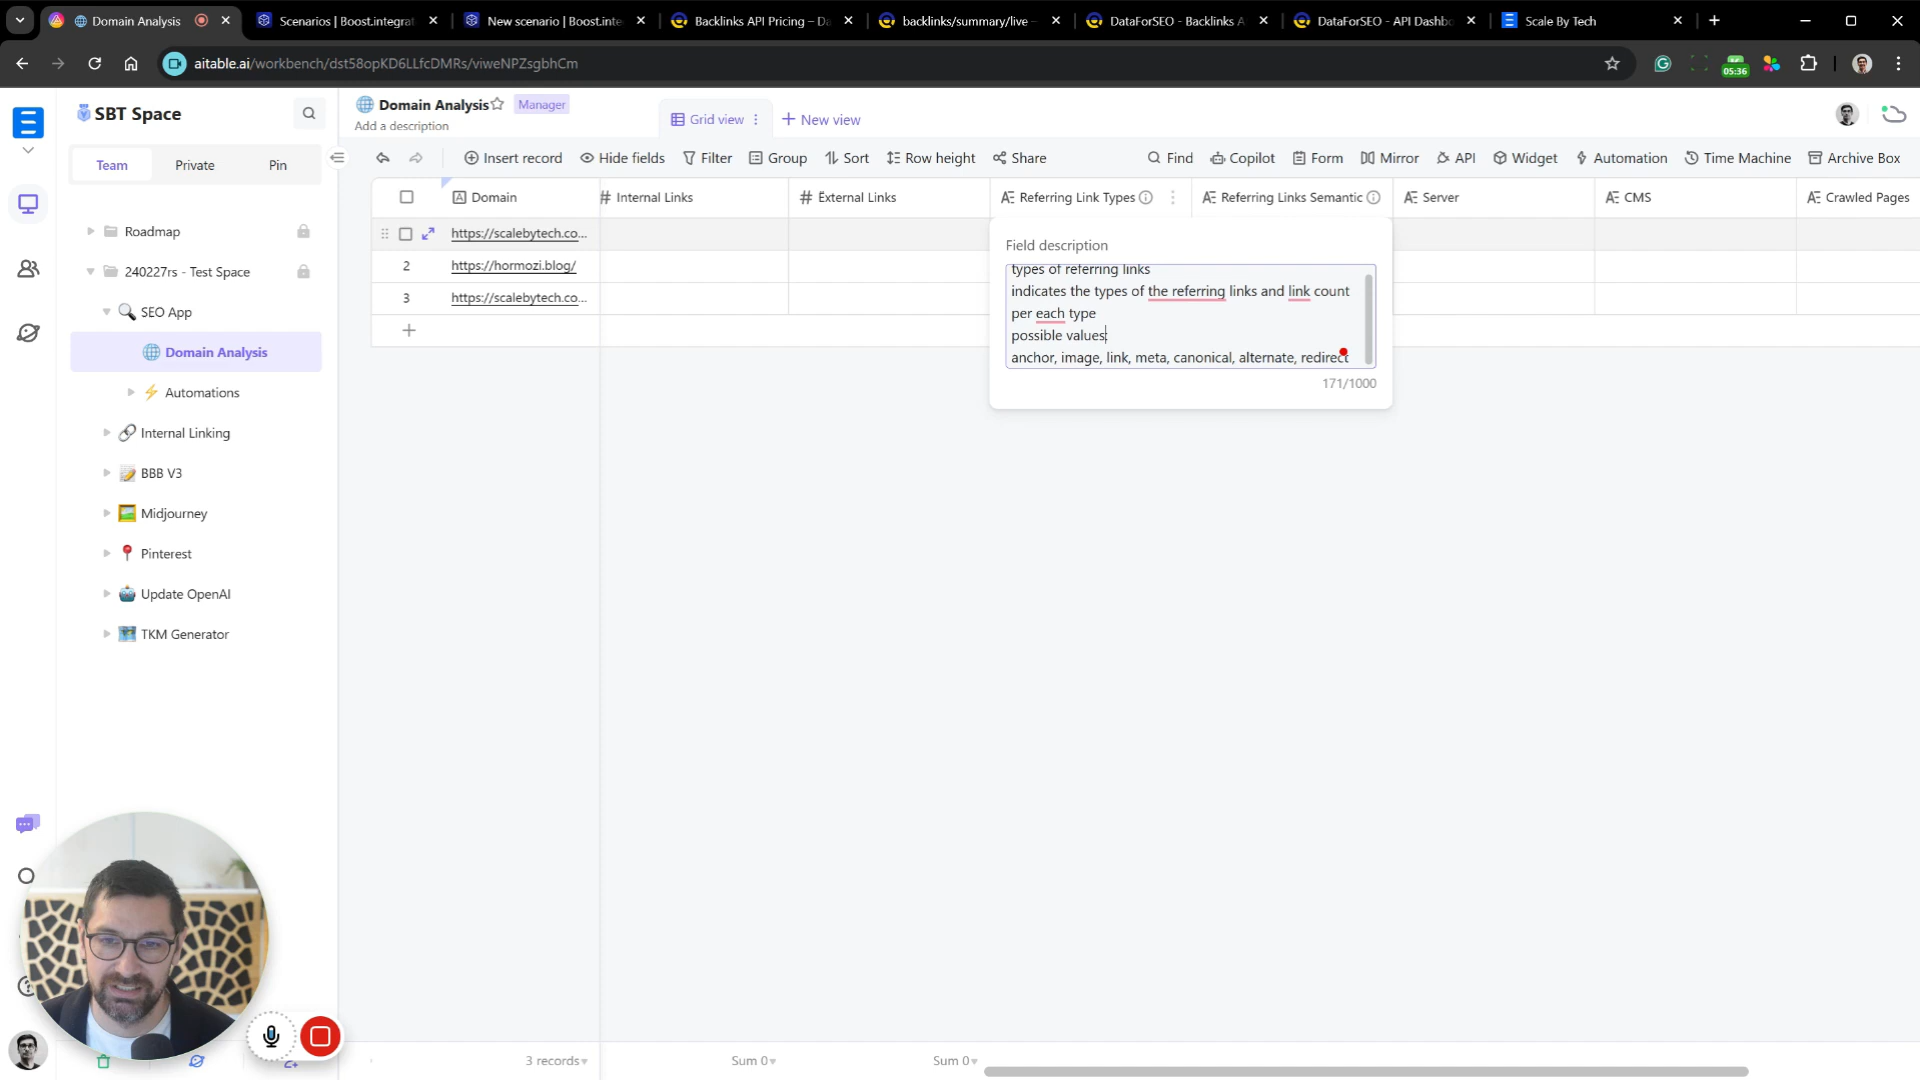 Domain Analysis
Scenarios | Boost.integrat
New scenario | Boost.inte
Backlinks API Pricing – Da
backlinks/summary/live –
DataForSEO - Backlinks A
DataForSEO - API Dashbo
Scale By Tech
aitable.ai/workbench/dst58opKD6LLfcDMRs/viweNPZsgbhCm
05:36
SBT Space
Team
Private
Pin
Roadmap
240227rs - Test Space
SEO App
Domain Analysis
Automations
Internal Linking
BBB V3
Midjourney
Pinterest
Update OpenAI
TKM Generator
Domain Analysis
Manager
Add a description
Grid view
New view
Insert record
Hide fields
Filter
Group
Sort
Row height
Share
Find
Copilot
Form
Mirror
API
Widget
Automation
Time Machine
Archive Box
Domain
Internal Links
External Links
Referring Link Types
Referring Links Semantic
Server
CMS
Crawled Pages
https://scalebytech.co...
2
https://hormozi.blog/
3
https://scalebytech.co...
Field description
types of referring links
indicates the types of the referring links and link count
per each type
possible values:
anchor, image, link, meta, canonical, alternate, redirect
171/1000
3 records
Sum 0
Sum 0